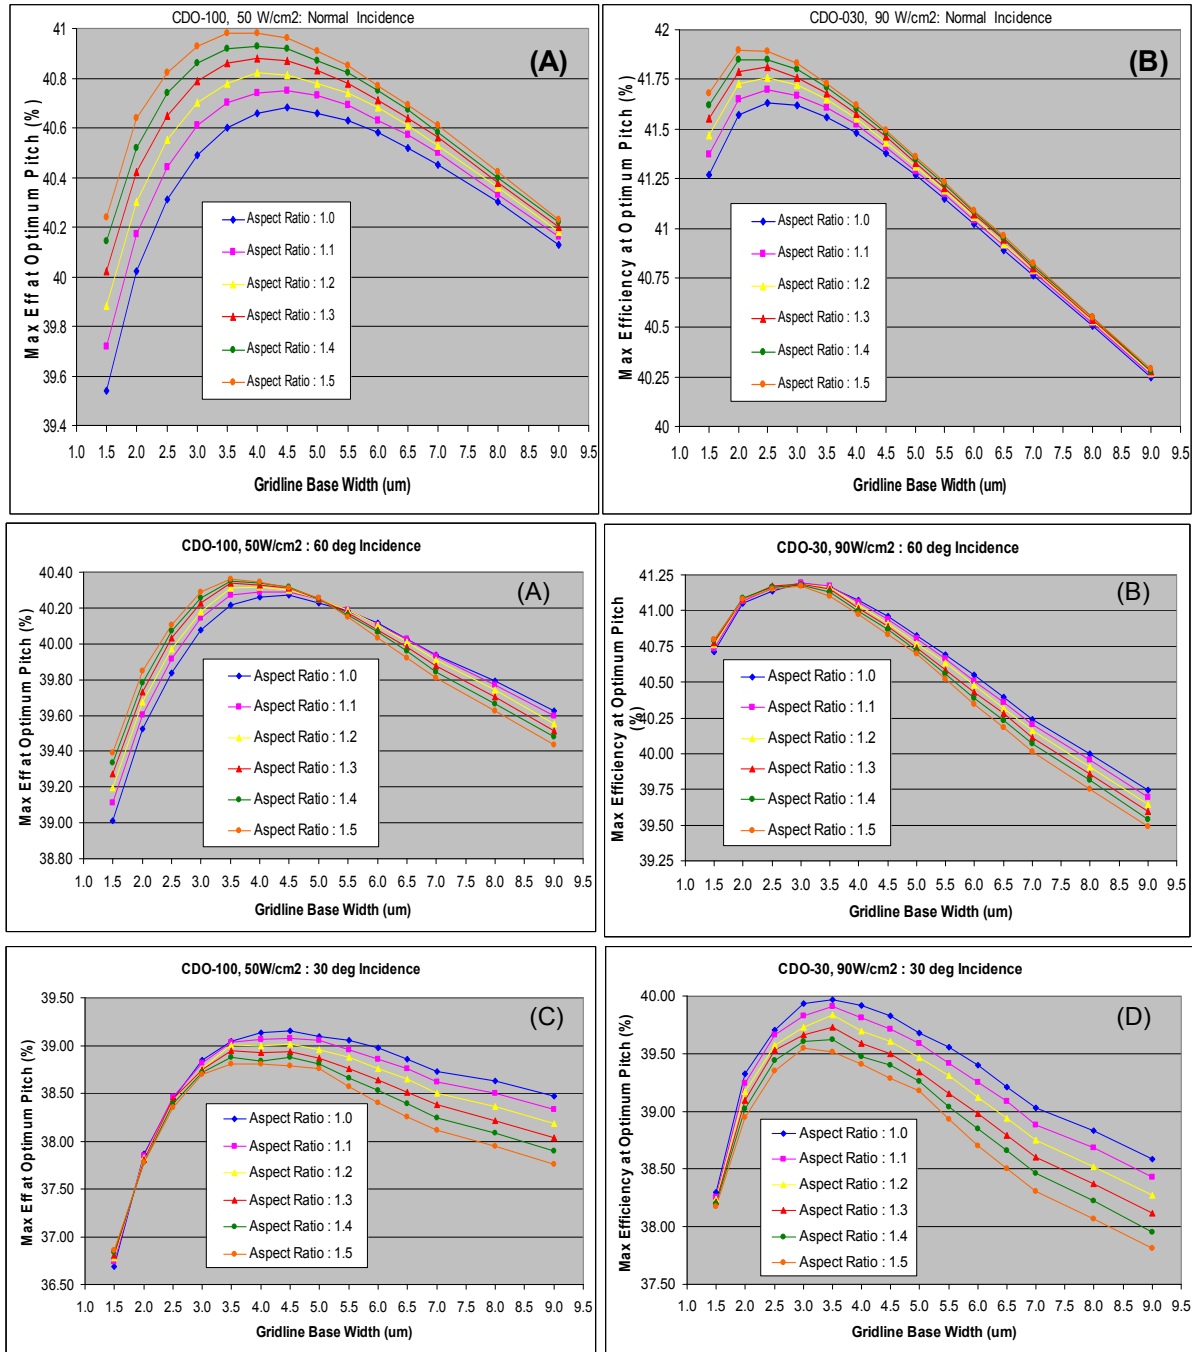 CDO-100, 50 W/cm2: Normal Incidence
(A)
Max Eff at Optimum Pitch (%)
41
40.8
40.6
40.4
40.2
40
39.8
39.6
39.4
Aspect Ratio : 1.0
Aspect Ratio : 1.1
Aspect Ratio : 1.2
Aspect Ratio : 1.3
Aspect Ratio : 1.4
Aspect Ratio : 1.5
1.0 1.5 2.0 2.5 3.0 3.5 4.0 4.5 5.0 5.5 6.0 6.5 7.0 7.5 8.0 8.5 9.0 9.5
Gridline Base Width (um)
CDO-030, 90 W/cm2: Normal Incidence
(B)
Max Efficiency at Optimum Pitch (%)
42
41.75
41.5
41.25
41
40.75
40.5
40.25
40
Aspect Ratio : 1.0
Aspect Ratio : 1.1
Aspect Ratio : 1.2
Aspect Ratio : 1.3
Aspect Ratio : 1.4
Aspect Ratio : 1.5
1.0 1.5 2.0 2.5 3.0 3.5 4.0 4.5 5.0 5.5 6.0 6.5 7.0 7.5 8.0 8.5 9.0 9.5
Gridline Base Width (um)
CDO-100, 50W/cm2 : 60 deg Incidence
(A)
Max Eff at Optimum Pitch (%)
40.40
40.20
40.00
39.80
39.60
39.40
39.20
39.00
38.80
Aspect Ratio : 1.0
Aspect Ratio : 1.1
Aspect Ratio : 1.2
Aspect Ratio : 1.3
Aspect Ratio : 1.4
Aspect Ratio : 1.5
1.0 1.5 2.0 2.5 3.0 3.5 4.0 4.5 5.0 5.5 6.0 6.5 7.0 7.5 8.0 8.5 9.0 9.5
Gridline Base Width (um)
CDO-30, 90W/cm2 : 60 deg Incidence
(B)
Max Efficiency at Optimum Pitch
(%)
41.25
41.00
40.75
40.50
40.25
40.00
39.75
39.50
39.25
Aspect Ratio : 1.0
Aspect Ratio : 1.1
Aspect Ratio : 1.2
Aspect Ratio : 1.3
Aspect Ratio : 1.4
Aspect Ratio : 1.5
1.0 1.5 2.0 2.5 3.0 3.5 4.0 4.5 5.0 5.5 6.0 6.5 7.0 7.5 8.0 8.5 9.0 9.5
Gridline Base Width (um)
CDO-100, 50W/cm2 : 30 deg Incidence
(C)
Max Eff at Optimum Pitch (%)
39.50
39.00
38.50
38.00
37.50
37.00
36.50
Aspect Ratio : 1.0
Aspect Ratio : 1.1
Aspect Ratio : 1.2
Aspect Ratio : 1.3
Aspect Ratio : 1.4
Aspect Ratio : 1.5
1.0 1.5 2.0 2.5 3.0 3.5 4.0 4.5 5.0 5.5 6.0 6.5 7.0 7.5 8.0 8.5 9.0 9.5
Gridline Base Width (um)
CDO-30, 90W/cm2 : 30 deg Incidence
(D)
Max Efficiency at Optimum Pitch (%)
40.00
39.50
39.00
38.50
38.00
37.50
Aspect Ratio : 1.0
Aspect Ratio : 1.1
Aspect Ratio : 1.2
Aspect Ratio : 1.3
Aspect Ratio : 1.4
Aspect Ratio : 1.5
1.0 1.5 2.0 2.5 3.0 3.5 4.0 4.5 5.0 5.5 6.0 6.5 7.0 7.5 8.0 8.5 9.0 9.5
Gridline Base Width (um)